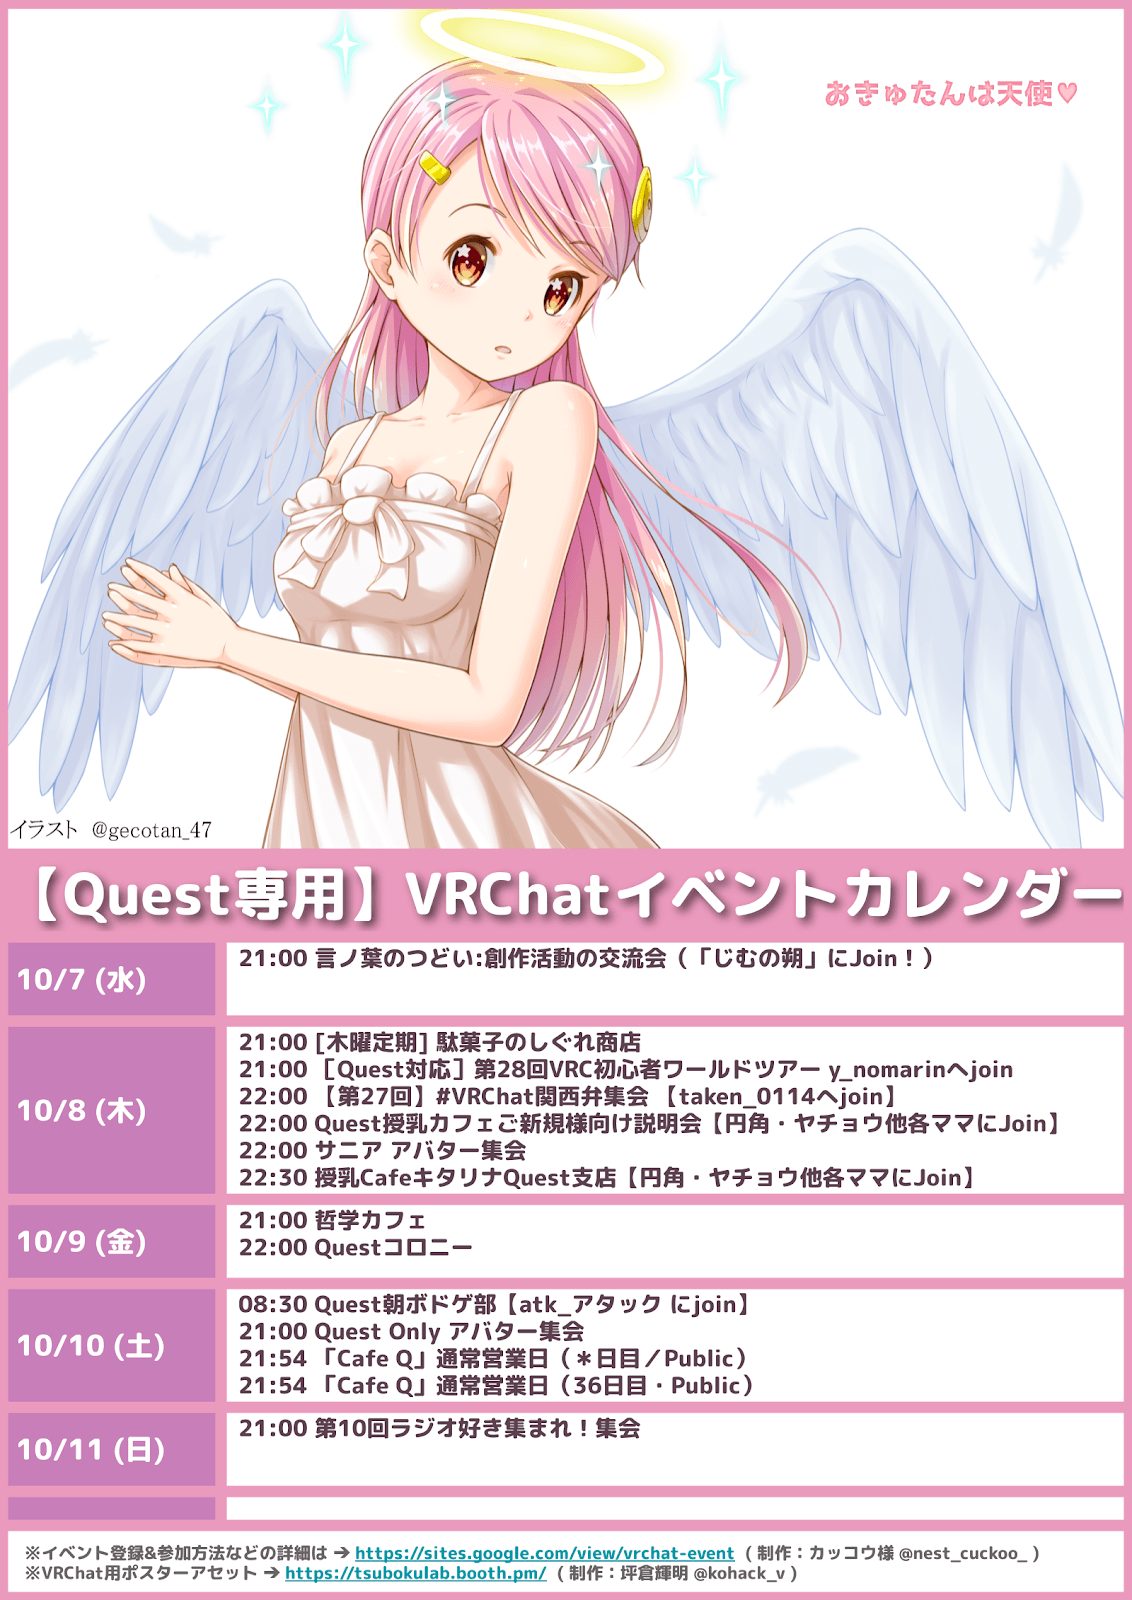 おきゅたんは天使♥
イラスト @gecotan_47
【Quest専用】VRChatイベントカレンダー
10/7 (水)
21:00 言ノ葉のつどい:創作活動の交流会（「じむの朔」にJoin！）
10/8 (木)
21:00 [木曜定期] 駄菓子のしぐれ商店
21:00 ［Quest対応］第28回VRC初心者ワールドツアー y_nomarinへjoin
22:00 【第27回】#VRChat関西弁集会 【taken_0114へjoin】
22:00 Quest授乳カフェご新規様向け説明会【円角・ヤチョウ他各ママにJoin】
22:00 サニア アバター集会
22:30 授乳CafeキタリナQuest支店【円角・ヤチョウ他各ママにJoin】
10/9 (金)
21:00 哲学カフェ
22:00 Questコロニー
10/10 (土)
08:30 Quest朝ボドゲ部【atk_アタック にjoin】
21:00 Quest Only アバター集会
21:54 「Cafe Q」通常営業日（＊日目／Public）
21:54 「Cafe Q」通常営業日（36日目・Public）
10/11 (日)
21:00 第10回ラジオ好き集まれ！集会
※イベント登録&参加方法などの詳細は → https://sites.google.com/view/vrchat-event ( 制作：カッコウ様 @nest_cuckoo_ )
※VRChat用ポスターアセット → https://tsubokulab.booth.pm/ ( 制作：坪倉輝明 @kohack_v )